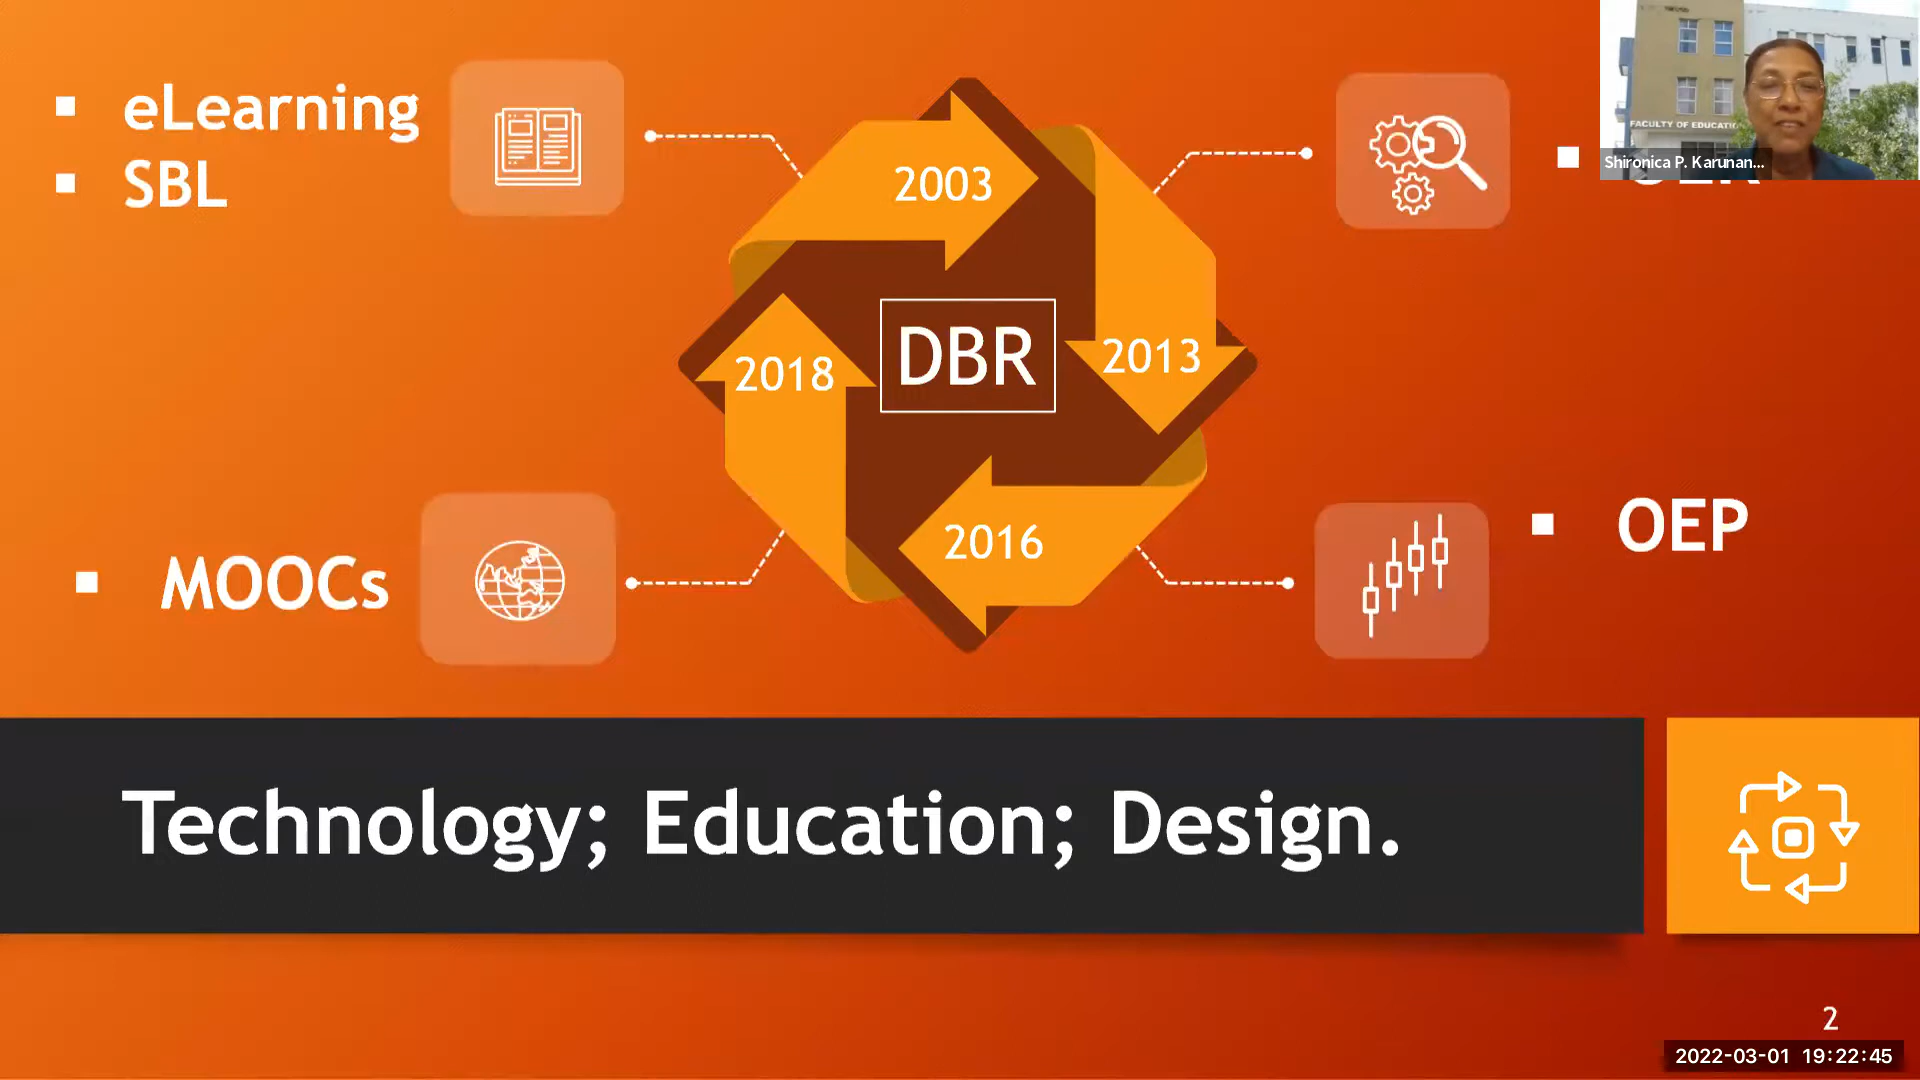 eLearning
SBL
2003
2013
2018
DBR
2016
MOOCs
OEP
FACULTY OF EDUCATIO
Shironica P. Karunan...
Technology; Education; Design.
2
2022-03-01 19:22:45